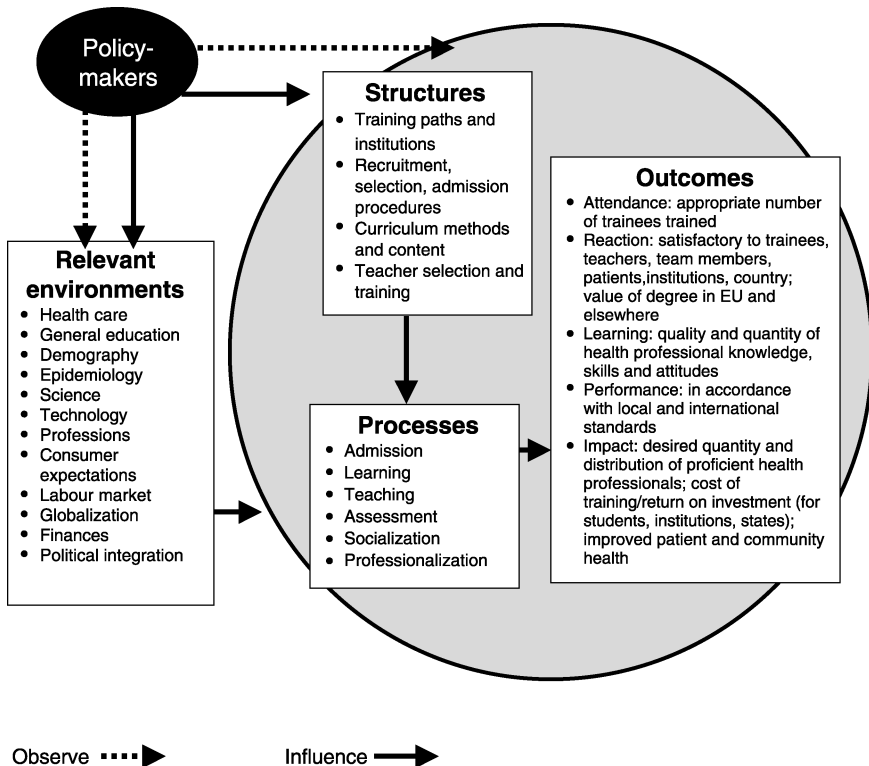 Policy-
makers
Structures
• Training paths and
institutions
• Recruitment,
selection, admission
procedures
• Curriculum methods
and content
• Teacher selection and
training
Outcomes
• Attendance: appropriate number
of trainees trained
• Reaction: satisfactory to trainees,
teachers, team members,
patients,institutions, country;
value of degree in EU and
elsewhere
• Learning: quality and quantity of
health professional knowledge,
skills and attitudes
• Performance: in accordance
with local and international
standards
• Impact: desired quantity and
distribution of proficient health
professionals; cost of
training/return on investment (for
students, institutions, states);
improved patient and community
health
Relevant
environments
• Health care
• General education
• Demography
• Epidemiology
• Science
• Technology
• Professions
• Consumer
expectations
• Labour market
• Globalization
• Finances
• Political integration
Processes
• Admission
• Learning
• Teaching
• Assessment
• Socialization
• Professionalization
Observe
Influence